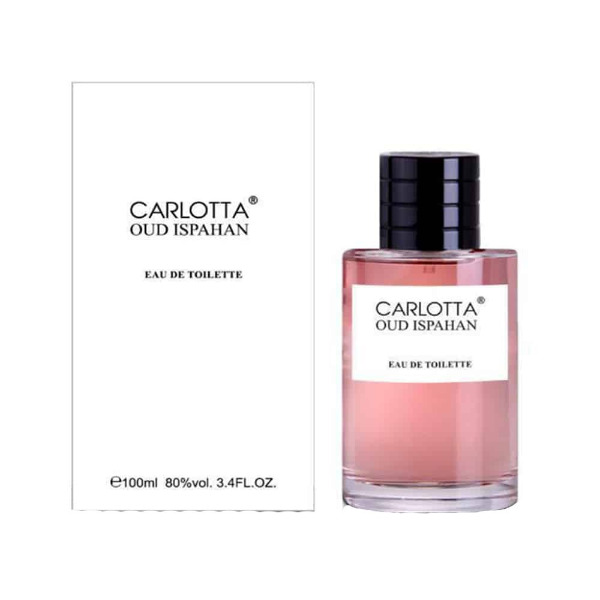 CARLOTTA®
OUD ISPAHAN
EAU DE TOILETTE
℮100ml 80%vol. 3.4FL.OZ.
CARLOTTA®
OUD ISPAHAN
EAU DE TOILETTE